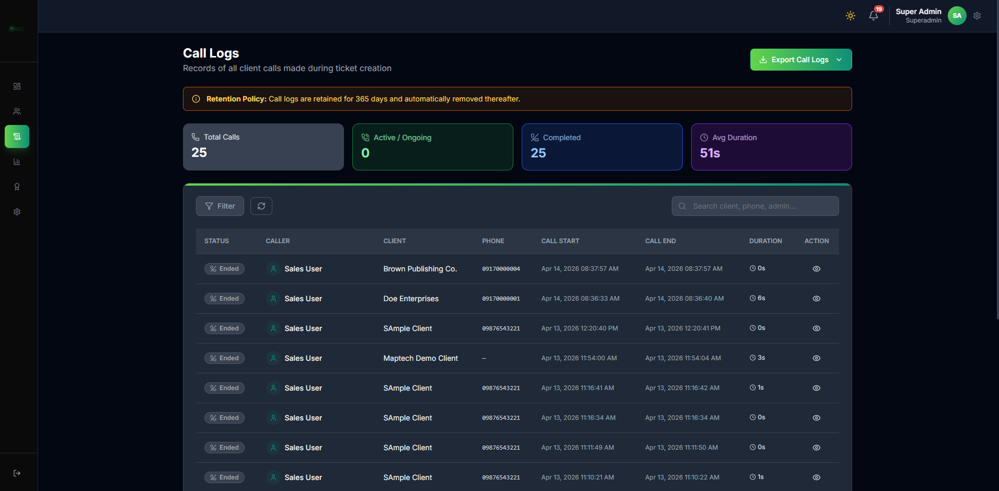 19
Super Admin
Superadmin
SA
Call Logs
Records of all client calls made during ticket creation
Export Call Logs
Retention Policy: Call logs are retained for 365 days and automatically removed thereafter.
Total Calls
25
Active / Ongoing
0
Completed
25
Avg Duration
51s
Filter
Search client, phone, admin...
STATUS CALLER CLIENT PHONE CALL START CALL END DURATION ACTION
Ended Sales User Brown Publishing Co. 09170000004 Apr 14, 2026 08:37:57 AM Apr 14, 2026 08:37:57 AM 0s
Ended Sales User Doe Enterprises 09170000001 Apr 14, 2026 08:36:33 AM Apr 14, 2026 08:36:40 AM 6s
Ended Sales User SAmple Client 09876543221 Apr 13, 2026 12:20:40 PM Apr 13, 2026 12:20:41 PM 0s
Ended Sales User Maptech Demo Client – Apr 13, 2026 11:54:00 AM Apr 13, 2026 11:54:04 AM 3s
Ended Sales User SAmple Client 09876543221 Apr 13, 2026 11:16:41 AM Apr 13, 2026 11:16:42 AM 1s
Ended Sales User SAmple Client 09876543221 Apr 13, 2026 11:16:34 AM Apr 13, 2026 11:16:34 AM 0s
Ended Sales User SAmple Client 09876543221 Apr 13, 2026 11:11:49 AM Apr 13, 2026 11:11:50 AM 0s
Ended Sales User SAmple Client 09876543221 Apr 13, 2026 11:10:21 AM Apr 13, 2026 11:10:22 AM 1s